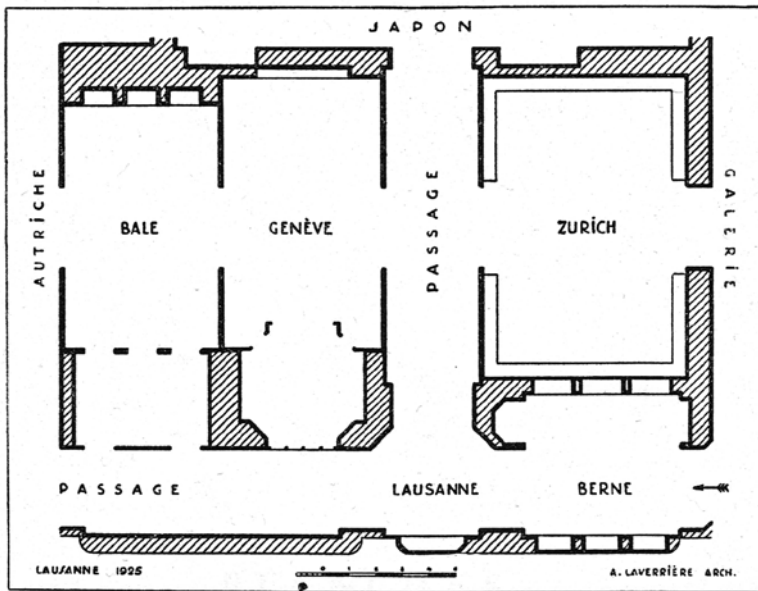 JAPON
AUTRICHE
BALE
GENÈVE
PASSAGE
ZURICH
GALERIE
PASSAGE
LAUSANNE
BERNE
LAUSANNE 1925
A. LAVERRIÈRE ARCH.